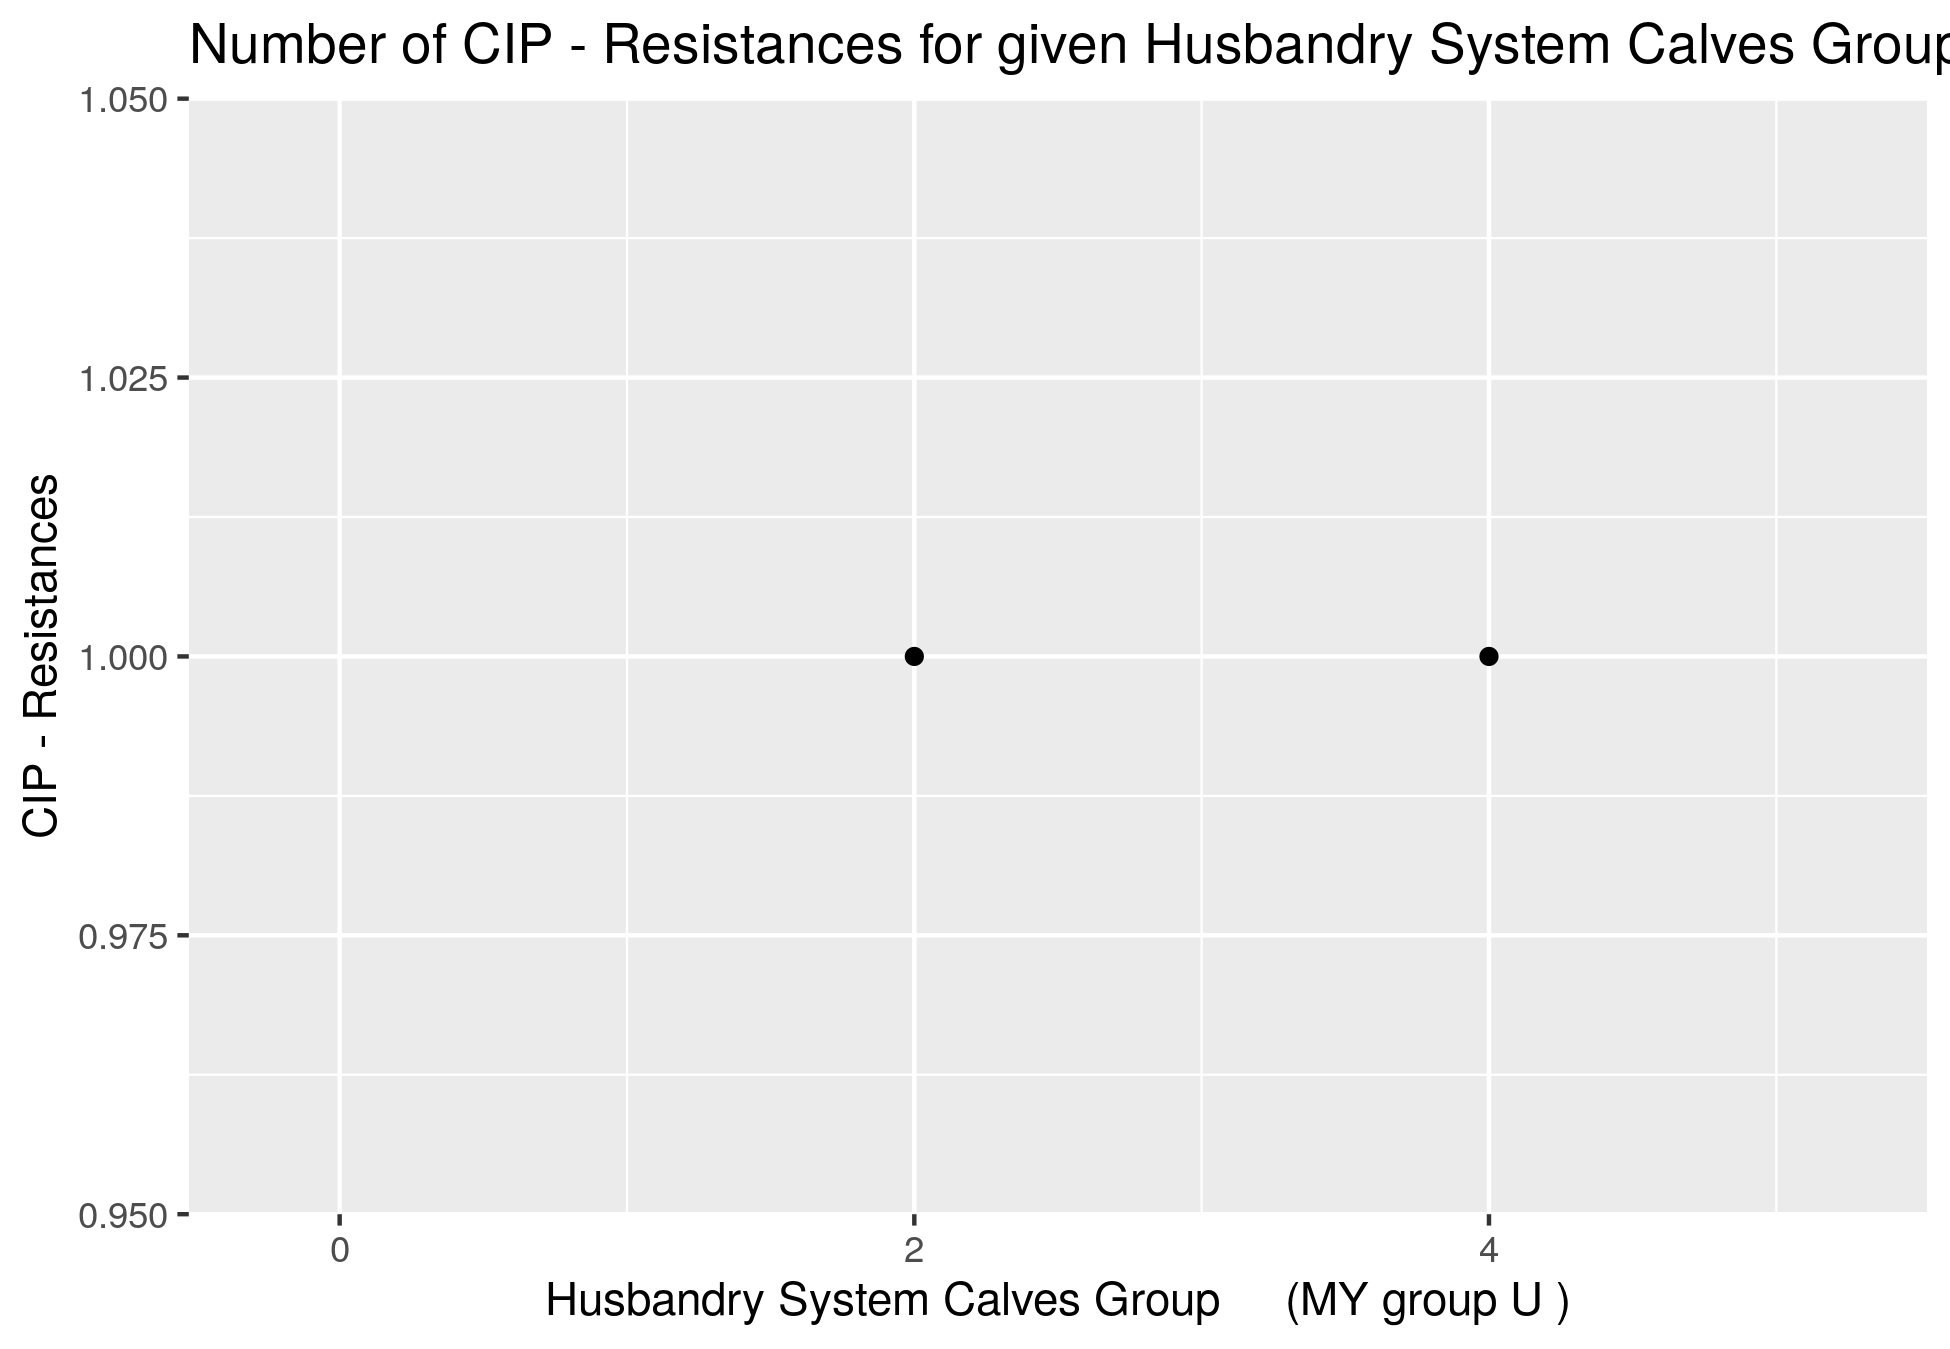 Number of CIP - Resistances for given Husbandry System Calves Group
1.050
1.025
1.000
0.975
0.950
CIP - Resistances
0 2 4
Husbandry System Calves Group (MY group U )